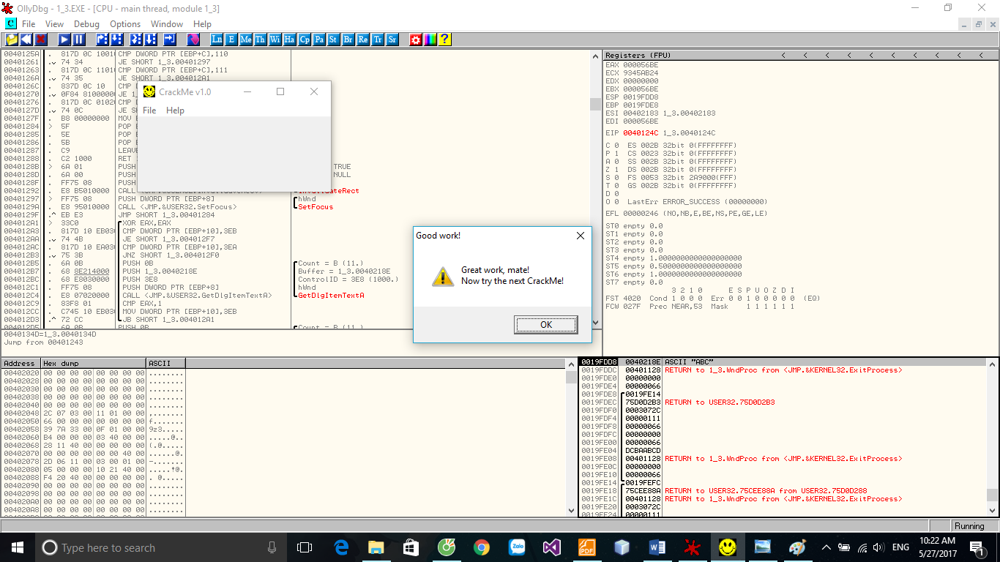 OllyDbg - 1_3.EXE - [CPU - main thread, module 1_3]
C File View Debug Options Window Help
Ln E Me Th Wi Ha Cp Pa St Br Re Tr Sr ?
0040125A . 817D 0C 1001 CMP DWORD PTR [EBP+C],110
00401261 .v 74 34 JE SHORT 1_3.00401297
00401263 . 817D 0C 1101 CMP DWORD PTR [EBP+C],111
0040126A .v 74 35 JE SHORT 1_3.004012A1
0040126C . 837D 0C 10 CMP
00401270 .v 0F84 81000000 JE 1_
00401276 . 817D 0C 0102 CMP
0040127D .v 74 0C JE S
0040127F . B8 00000000 MOV E
00401284 > 5F POP E
00401285 . 5E POP E
00401286 . 5B POP E
00401287 . C9 LEAVE
00401288 . C2 1000 RET
0040128B > 6A 01 PUSH TRUE
0040128D . 6A 00 PUSH NULL
0040128F . FF75 08 PUSH
00401292 . E8 B5010000 CALL <JMP.&USER32.InvalidateRect> InvalidateRect
00401297 > FF75 08 PUSH DWORD PTR [EBP+8] hWnd
0040129A . E8 95010000 CALL <JMP.&USER32.SetFocus> SetFocus
0040129F .^ EB E3 JMP SHORT 1_3.00401284
004012A1 > 33C0 XOR EAX,EAX
004012A3 . 817D 10 EB03 CMP DWORD PTR [EBP+10],3EB
004012AA .v 74 4B JE SHORT 1_3.004012F7
004012AC . 817D 10 EA03 CMP DWORD PTR [EBP+10],3EA
004012B3 .v 75 3B JNZ SHORT 1_3.004012F0
004012B5 . 6A 0B PUSH 0B Count = B (11.)
004012B7 . 68 8E214000 PUSH 1_3.0040218E Buffer = 1_3.0040218E
004012BC . 68 E8030000 PUSH 3E8 ControlID = 3E8 (1000.)
004012C1 . FF75 08 PUSH DWORD PTR [EBP+8] hWnd
004012C4 . E8 07020000 CALL <JMP.&USER32.GetDlgItemTextA> GetDlgItemTextA
004012C9 . 83F8 01 CMP EAX,1
004012CC . C745 10 EB03 MOV DWORD PTR [EBP+10],3EB
004012D3 .^ 72 CC JB SHORT 1_3.004012A1
004012D5 . 6A 0B PUSH 0B Count = B (11.)
0040134D=1_3.0040134D
Jump from 00401243
CrackMe v1.0
File Help
Good work!
Great work, mate!
Now try the next CrackMe!
OK
Registers (FPU) < < < < < < < < < <
EAX 000056BE
ECX 9345AB24
EDX 00000000
EBX 000056BE
ESP 0019FDD8
EBP 0019FDE8
ESI 00402183 1_3.00402183
EDI 000056BE
EIP 0040124C 1_3.0040124C
C 0 ES 002B 32bit 0(FFFFFFFF)
P 1 CS 0023 32bit 0(FFFFFFFF)
A 0 SS 002B 32bit 0(FFFFFFFF)
Z 1 DS 002B 32bit 0(FFFFFFFF)
S 0 FS 0053 32bit 2A9000(FFF)
T 0 GS 002B 32bit 0(FFFFFFFF)
D 0
O 0 LastErr ERROR_SUCCESS (00000000)
EFL 00000246 (NO,NB,E,BE,NS,PE,GE,LE)
ST0 empty 0.0
ST1 empty 0.0
ST2 empty 0.0
ST3 empty 0.0
ST4 empty 1.0000000000000000000
ST5 empty 0.5000000000000000000
ST6 empty 1.0000000000000000000
ST7 empty 0.0
3 2 1 0 E S P U O Z D I
FST 4020 Cond 1 0 0 0 Err 0 0 1 0 0 0 0 0 (EQ)
FCW 027F Prec NEAR,53 Mask 1 1 1 1 1 1
Address Hex dump ASCII
00402020 00 00 00 00 00 00 00 00 ........
00402028 00 00 00 00 00 00 00 00 ........
00402030 00 00 00 00 00 00 00 00 ........
00402038 00 00 00 00 00 00 00 00 ........
00402040 00 00 00 00 00 00 00 00 ........
00402048 2C 07 03 00 11 01 00 00 ,.......
00402050 66 00 00 00 00 00 00 00 f.......
00402058 39 7A 33 00 0F 01 00 00 9z3.....
00402060 B4 00 00 00 03 40 00 00 .....@..
00402068 28 11 40 00 00 00 00 00 (.@.....
00402070 00 00 00 00 00 00 40 00 ......@.
00402078 2D 06 11 00 03 00 01 00 -.......
00402080 05 00 00 00 10 21 40 00 .....!@.
00402088 F4 20 40 00 00 00 00 00 . @.....
00402090 00 00 00 00 00 00 00 00 ........
00402098 00 00 00 00 00 00 00 00 ........
004020A0 00 00 00 00 00 00 00 00 ........
004020A8 00 00 00 00 00 00 00 00 ........
0019FDD8 0040218E ASCII "ABC"
0019FDDC 00401128 RETURN to 1_3.WndProc from <JMP.&KERNEL32.ExitProcess>
0019FDE0 00000000
0019FDE4 00000066
0019FDE8 0019FE14
0019FDEC 75D0D2B3 RETURN to USER32.75D0D2B3
0019FDF0 0003072C
0019FDF4 00000111
0019FDF8 00000066
0019FDFC 00000000
0019FE00 00000066
0019FE04 DCBAABCD
0019FE08 00401128 RETURN to 1_3.WndProc from <JMP.&KERNEL32.ExitProcess>
0019FE0C 00000000
0019FE10 00000066
0019FE14 0019FEFC
0019FE18 75CEE88A RETURN to USER32.75CEE88A from USER32.75D0D288
0019FE1C 00401128 RETURN to 1_3.WndProc from <JMP.&KERNEL32.ExitProcess>
0019FE20 0003072C
0019FE24 00000111
Running
Type here to search
Zalo
PDF
ENG
10:22 AM
5/27/2017
1